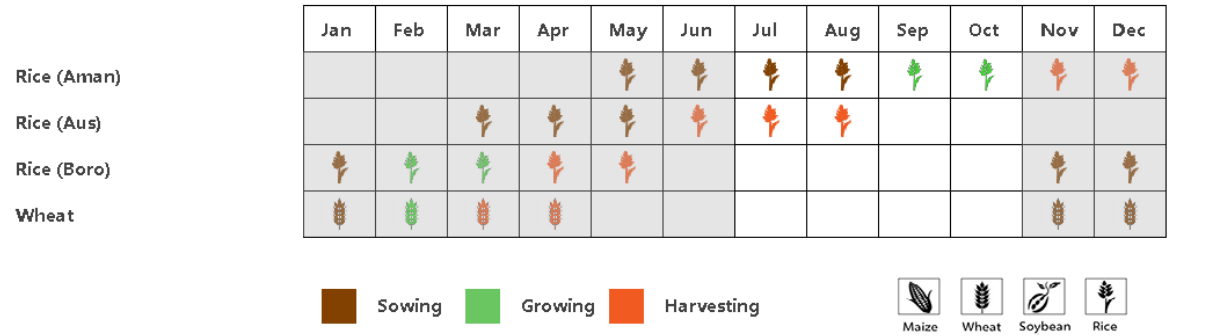 Jan Feb Mar Apr May Jun Jul Aug Sep Oct Nov Dec
Rice (Aman)
Rice (Aus)
Rice (Boro)
Wheat
Sowing Growing Harvesting
Maize Wheat Soybean Rice